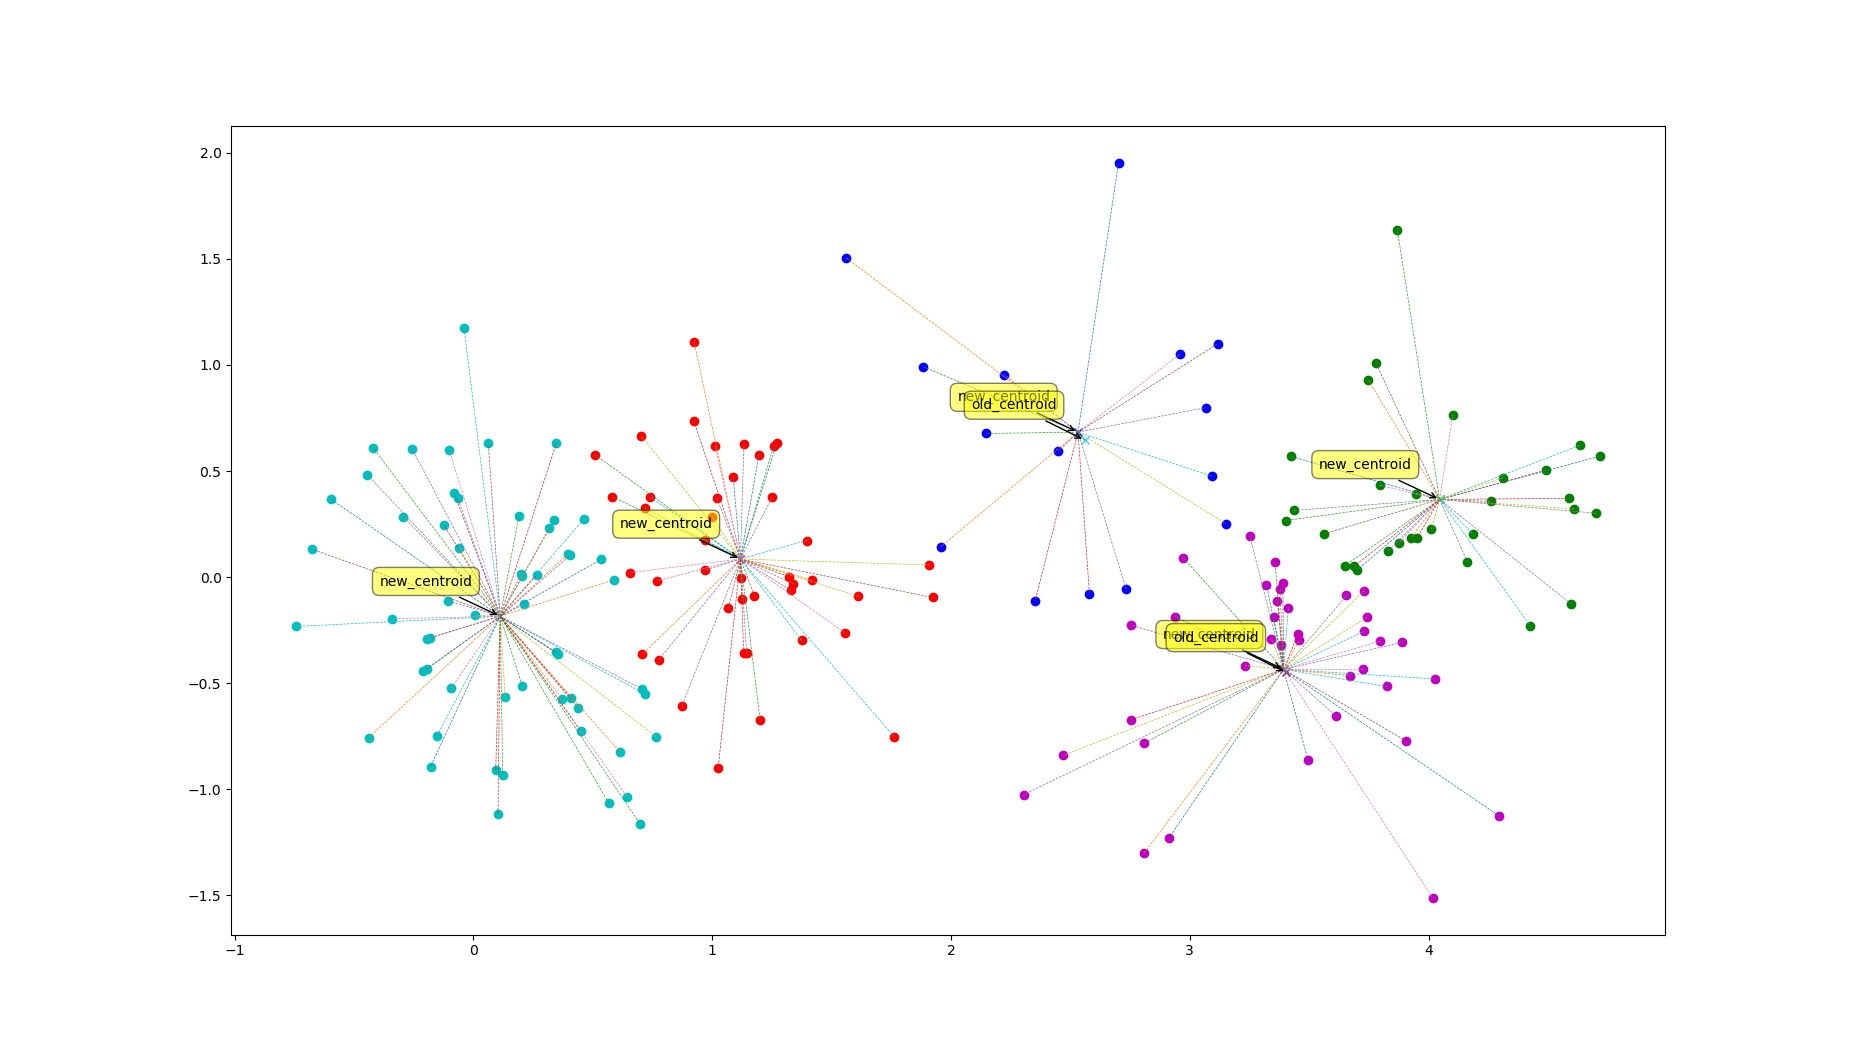 2.0
1.5
1.0
new_centroid
old_centroid
0.5
new_centroid
new_centroid
0.0
new_centroid
new_centroid
old_centroid
−0.5
−1.0
−1.5
−1 0 1 2 3 4